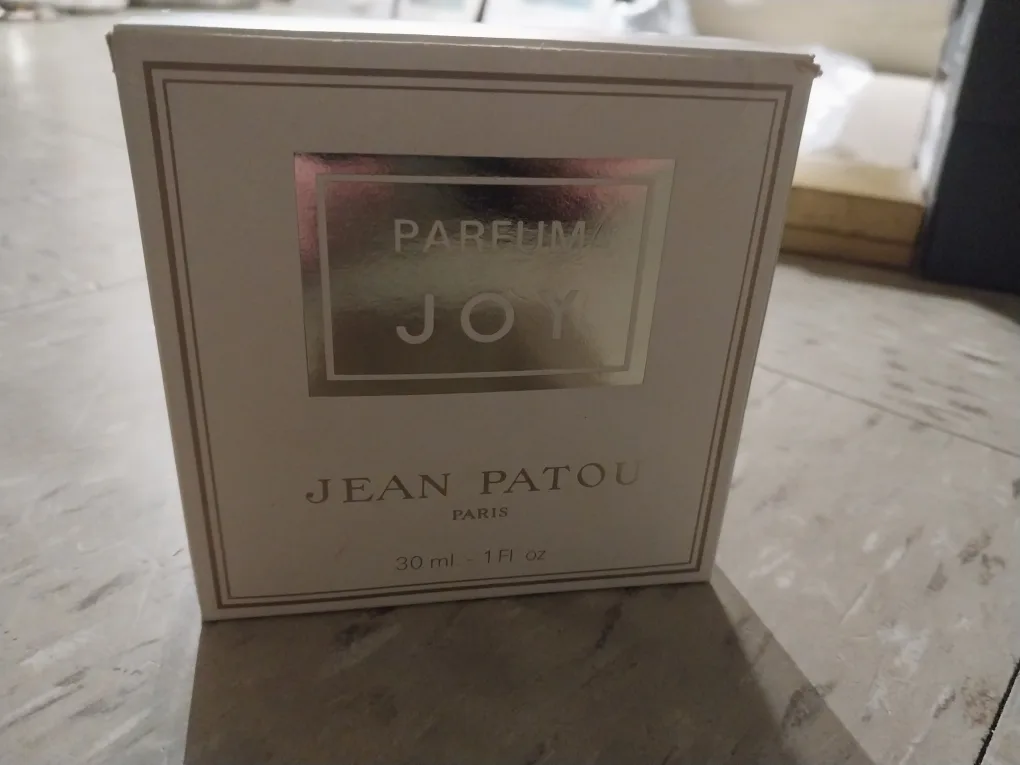 PARFUM
JOY
JEAN PATOU
PARIS
30 ml. - 1 Fl oz